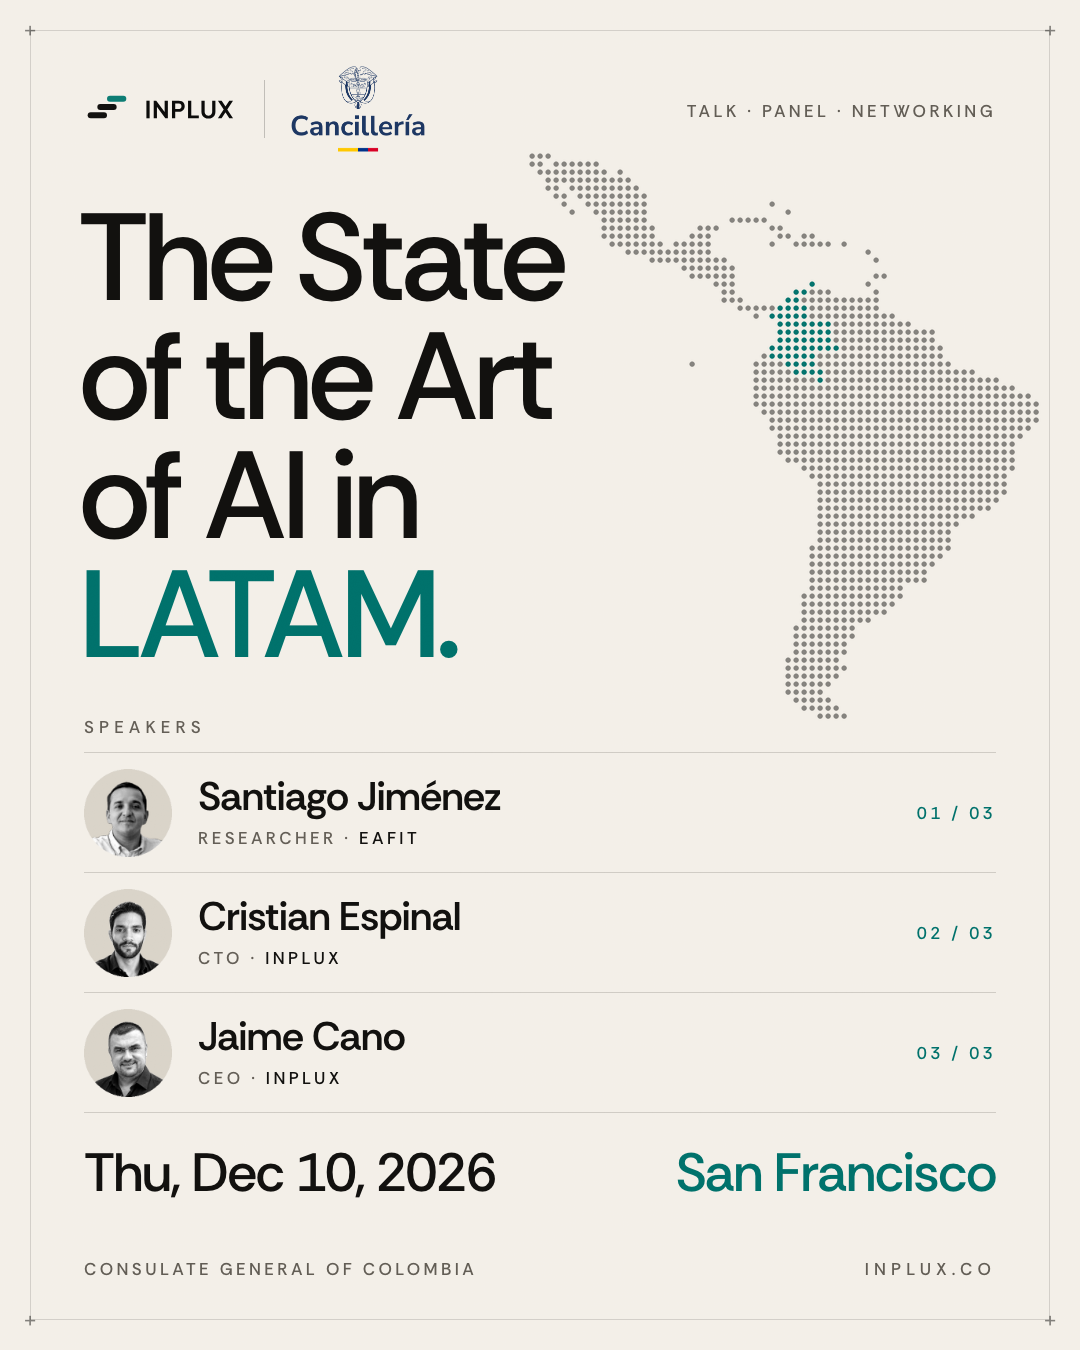 INPLUX
Cancillería
TALK · PANEL · NETWORKING
The State
of the Art
of AI in
LATAM.
SPEAKERS
Santiago Jiménez
RESEARCHER · EAFIT
01 / 03
Cristian Espinal
CTO · INPLUX
02 / 03
Jaime Cano
CEO · INPLUX
03 / 03
Thu, Dec 10, 2026
San Francisco
CONSULATE GENERAL OF COLOMBIA
INPLUX.CO